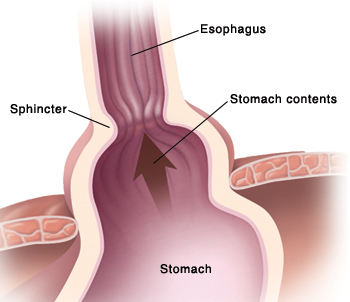 Esophagus
Stomach contents
Sphincter
Stomach